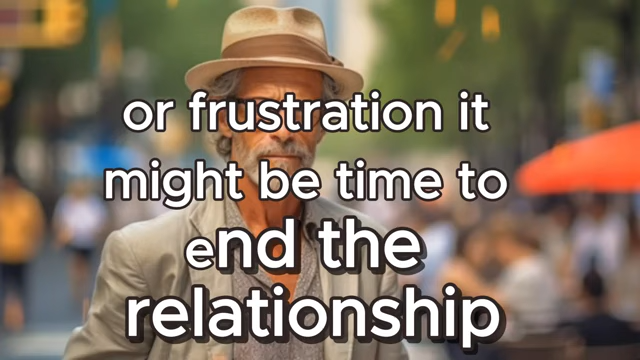 or frustration it
might be time to
end the
relationship